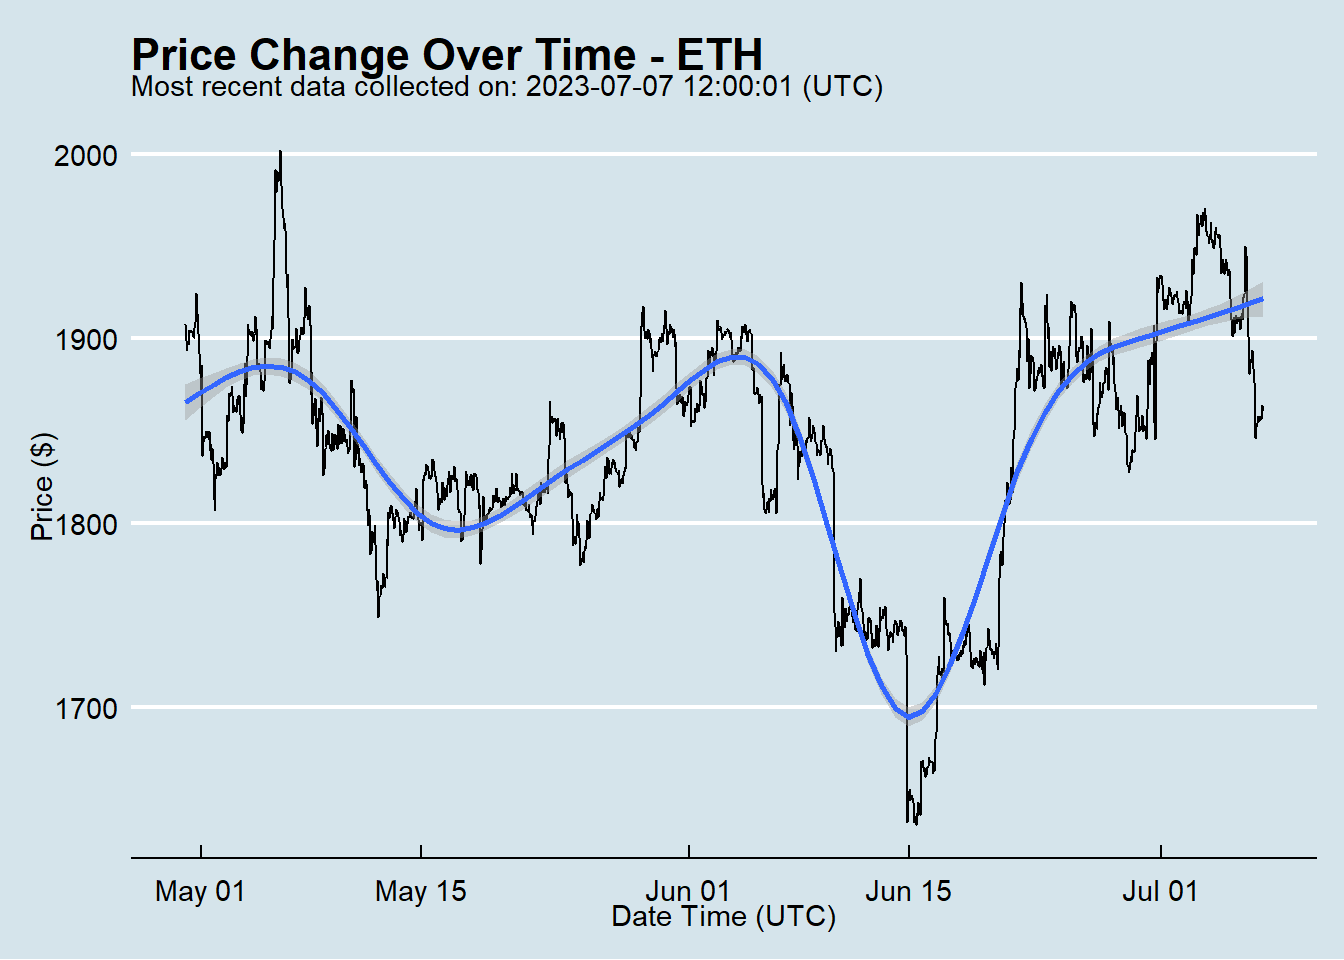 Price Change Over Time - ETH
Most recent data collected on: 2023-07-07 12:00:01 (UTC)
2000
1900
1800
1700
Price ($)
May 01
May 15
Jun 01
Jun 15
Jul 01
Date Time (UTC)